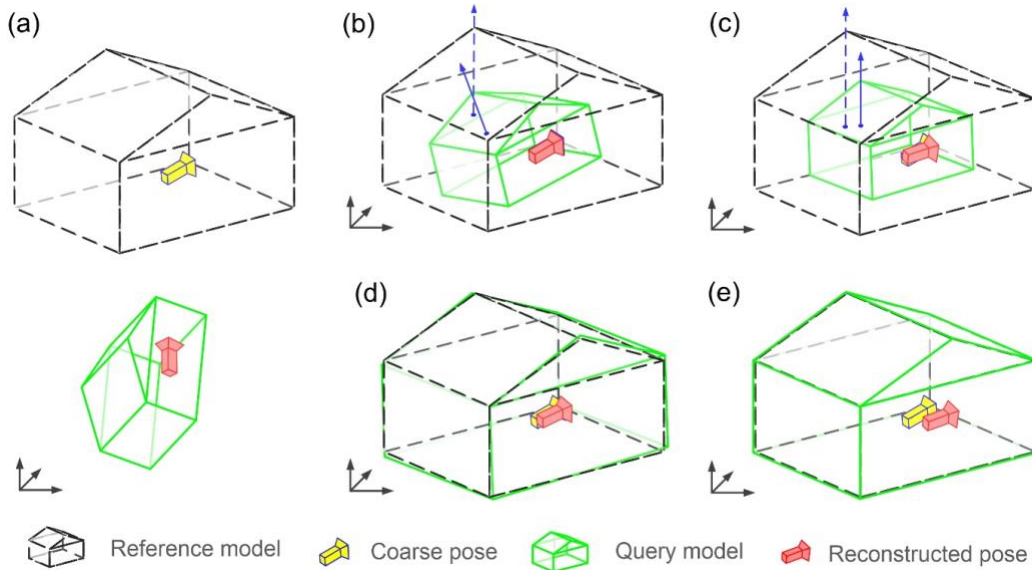 (a) (b) (c)
(d) (e)
Reference model Coarse pose Query model Reconstructed pose